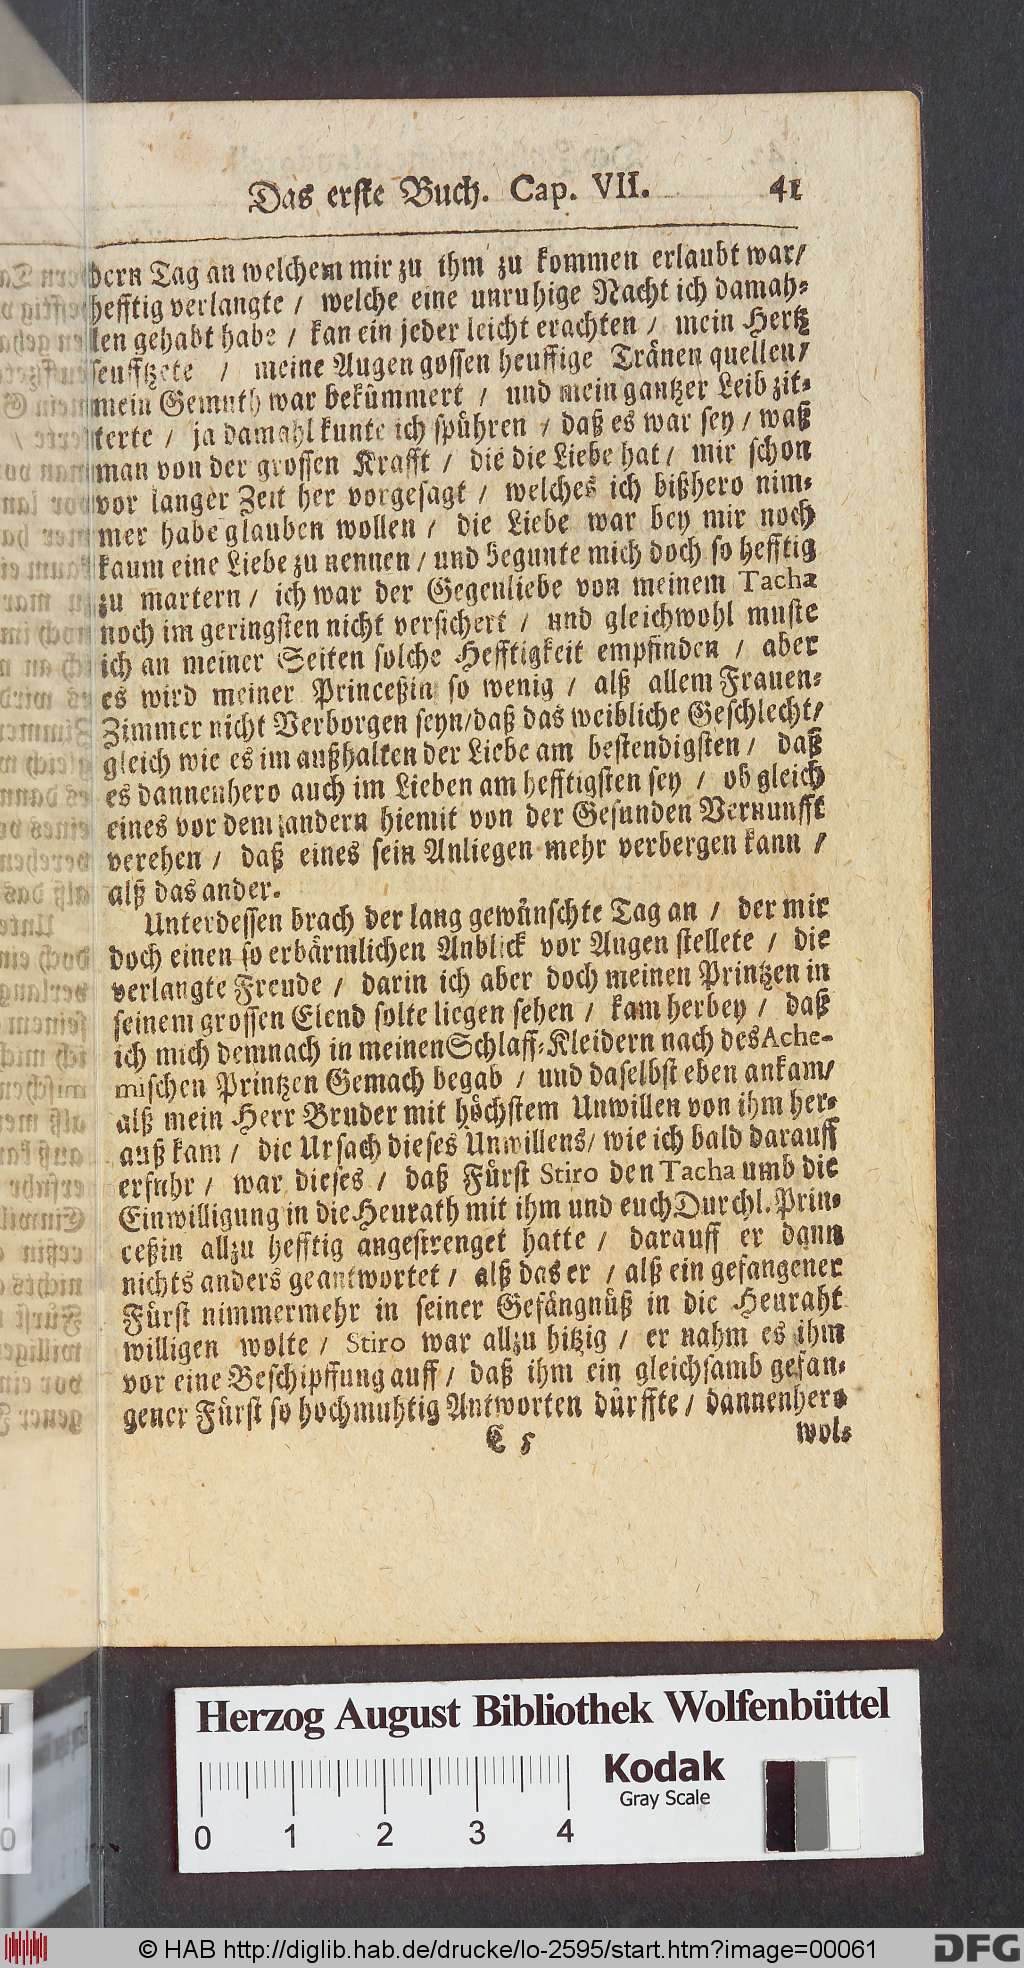 Das erste Buch. Cap. VII. 41
dern Tag an welchem mir zu ihm zu kommen erlaubt war/
hefftig verlangte / welche eine unruhige Nacht ich damah⸗
len gehabt habe / kan ein jeder leicht erachten / mein Hertz
seufftzete / meine Augen gossen heuffige Tränen quellen/
mein Gemuth war bekümmert / und mein gantzer Leib zit⸗
terte / ja damahl kunte ich spühren / daß es war sey / waß
man von der grossen Krafft / die die Liebe hat / mir schon
vor langer Zeit her vorgesagt / welches ich bißhero nim⸗
mer habe glauben wollen / die Liebe war bey mir noch
kaum eine Liebe zu nennen / und begunte mich doch so hefftig
zu martern / ich war der Gegenliebe von meinem Tacha
noch im geringsten nicht versichert / und gleichwohl muste
ich an meiner Seiten solche Hefftigkeit empfinden / aber
es wird meiner Princeßin so wenig / alß allem Frauen⸗
Zimmer nicht Verborgen seyn/daß das weibliche Geschlecht/
gleich wie es im außhalten der Liebe am bestendigsten / daß
es dannenhero auch im Lieben am hefftigsten sey / ob gleich
eines vor dem andern hiemit von der Gesunden Vernunfft
verehen / daß eines sein Anliegen mehr verbergen kann /
alß das ander.
Unterdessen brach der lang gewünschte Tag an / der mir
doch einen so erbärmlichen Anblick vor Augen stellete / die
verlangte Freude / darin ich aber doch meinen Printzen in
seinem grossen Elend solte liegen sehen / kam herbey / daß
ich mich demnach in meinen Schlaff⸗Kleidern nach des Ache-
mischen Printzen Gemach begab / und daselbst eben ankam/
alß mein Herr Bruder mit höchstem Unwillen von ihm her⸗
auß kam / die Ursach dieses Unwillens/ wie ich bald darauff
erfuhr / war dieses / daß Fürst Stiro den Tacha umb die
Einwilligung in die Heurath mit ihm und euch Durchl. Prin⸗
ceßin allzu hefftig angestrenget hatte / darauff er dann
nichts anders geantwortet / alß das er / alß ein gefangener
Fürst nimmermehr in seiner Gefängnüß in die Heuraht
willigen wolte / Stiro war allzu hitzig / er nahm es ihm
vor eine Beschipffung auff / daß ihm ein gleichsamb gefan⸗
gener Fürst so hochmuhtig Antworten dürffte / dannenhero
C 5 wol⸗
Herzog August Bibliothek Wolfenbüttel
Kodak
Gray Scale
0 1 2 3 4
© HAB http://diglib.hab.de/drucke/lo-2595/start.htm?image=00061
DFG